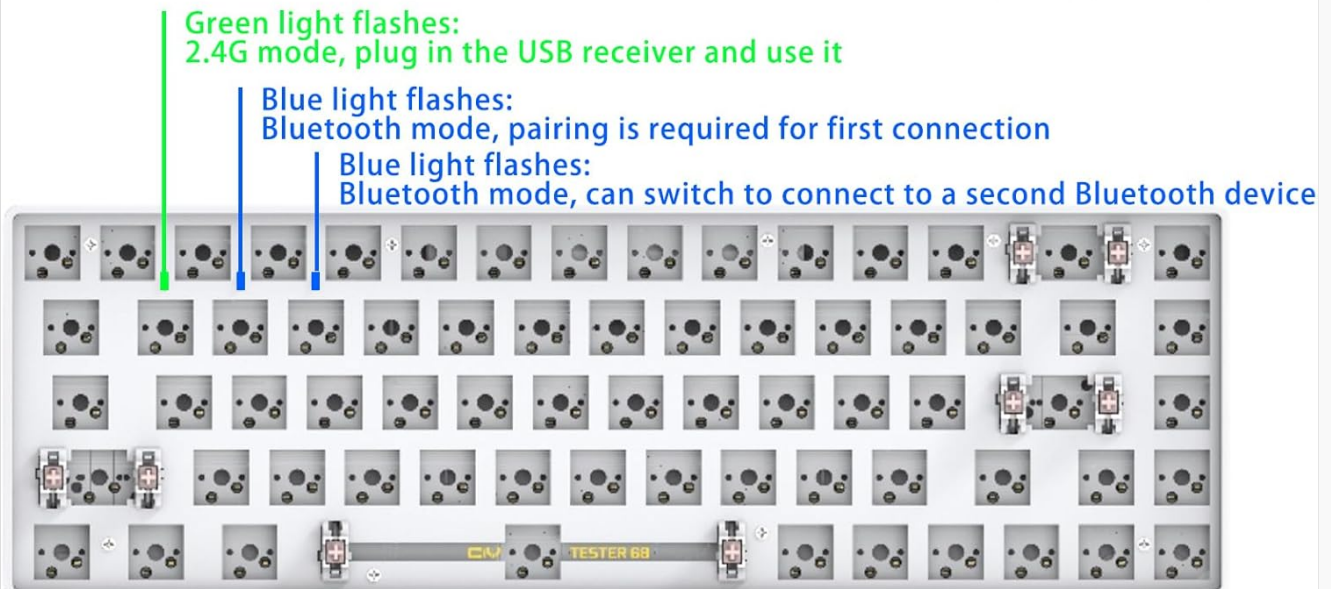 Green light flashes:
2.4G mode, plug in the USB receiver and use it
Blue light flashes:
Bluetooth mode, pairing is required for first connection
Blue light flashes:
Bluetooth mode, can switch to connect to a second Bluetooth device
TESTER 68